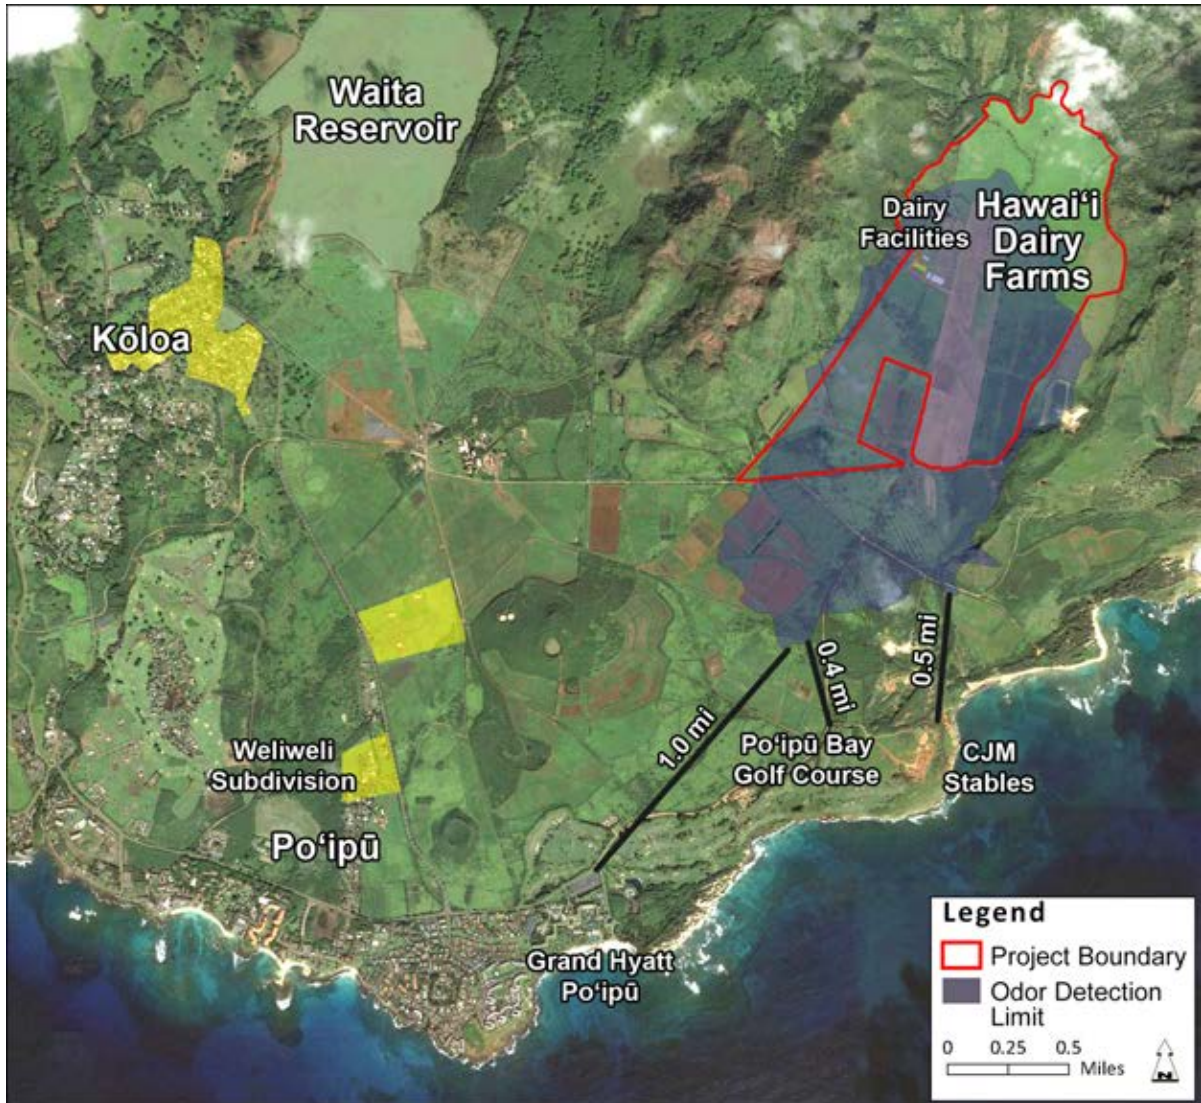 Waita
Reservoir
Dairy
Facilities
Hawai‘i
Dairy
Farms
Kōloa
1.0 mi
0.4 mi
0.5 mi
Po‘ipū Bay
Golf Course
CJM
Stables
Weliweli
Subdivision
Po‘ipū
Grand Hyatt
Po‘ipū
Legend
Project Boundary
Odor Detection
Limit
0 0.25 0.5
Miles
N